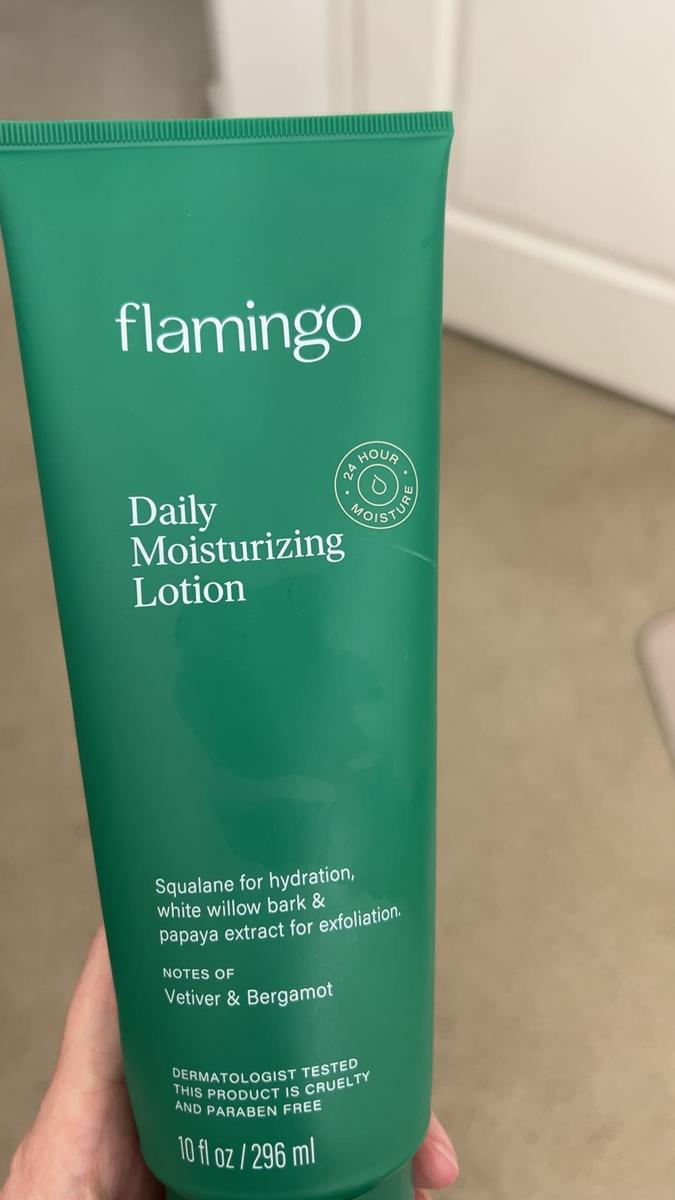 flamingo
24 HOUR
MOISTURE
Daily
Moisturizing
Lotion
Squalane for hydration,
white willow bark &
papaya extract for exfoliation.
NOTES OF
Vetiver & Bergamot
DERMATOLOGIST TESTED
THIS PRODUCT IS CRUELTY
AND PARABEN FREE
10 fl oz / 296 ml